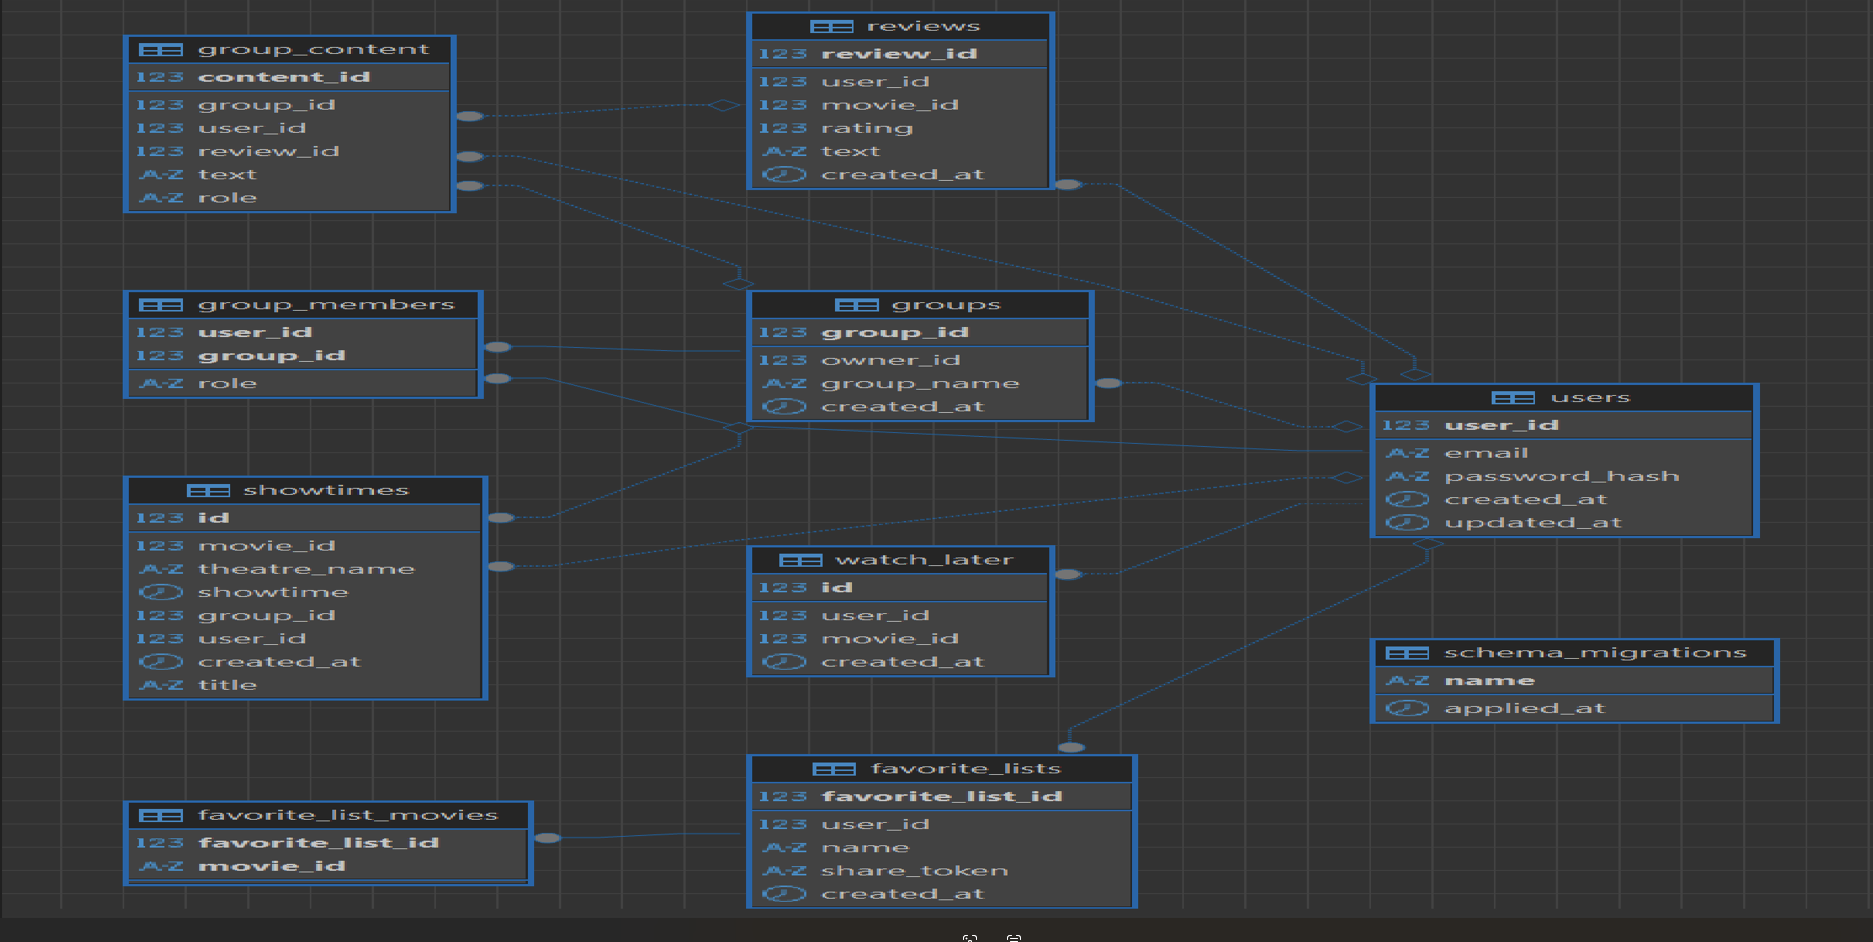 group_content
123 content_id
123 group_id
123 user_id
123 review_id
A-Z text
A-Z role
reviews
123 review_id
123 user_id
123 movie_id
123 rating
A-Z text
created_at
group_members
123 user_id
123 group_id
A-Z role
groups
123 group_id
123 owner_id
A-Z group_name
created_at
users
123 user_id
A-Z email
A-Z password_hash
created_at
updated_at
showtimes
123 id
123 movie_id
A-Z theatre_name
showtime
123 group_id
123 user_id
created_at
A-Z title
watch_later
123 id
123 user_id
123 movie_id
created_at
schema_migrations
A-Z name
applied_at
favorite_list_movies
123 favorite_list_id
A-Z movie_id
favorite_lists
123 favorite_list_id
123 user_id
A-Z name
A-Z share_token
created_at